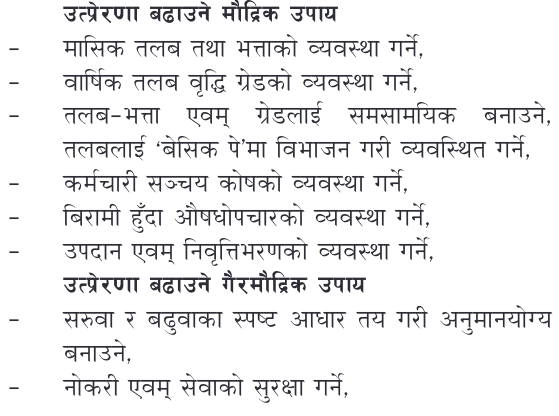 उत्प्रेरणा बढाउने मौद्रिक उपाय
– मासिक तलब तथा भत्ताको व्यवस्था गर्ने,
– वार्षिक तलब वृद्धि ग्रेडको व्यवस्था गर्ने,
– तलब-भत्ता एवम् ग्रेडलाई समसामयिक बनाउने,
तलबलाई ‘बेसिक पे’मा विभाजन गरी व्यवस्थित गर्ने,
– कर्मचारी सञ्चय कोषको व्यवस्था गर्ने,
– बिरामी हुँदा औषधोपचारको व्यवस्था गर्ने,
– उपदान एवम् निवृत्तिभरणको व्यवस्था गर्ने,
उत्प्रेरणा बढाउने गैरमौद्रिक उपाय
– सरुवा र बढुवाका स्पष्ट आधार तय गरी अनुमानयोग्य
बनाउने,
– नोकरी एवम् सेवाको सुरक्षा गर्ने,